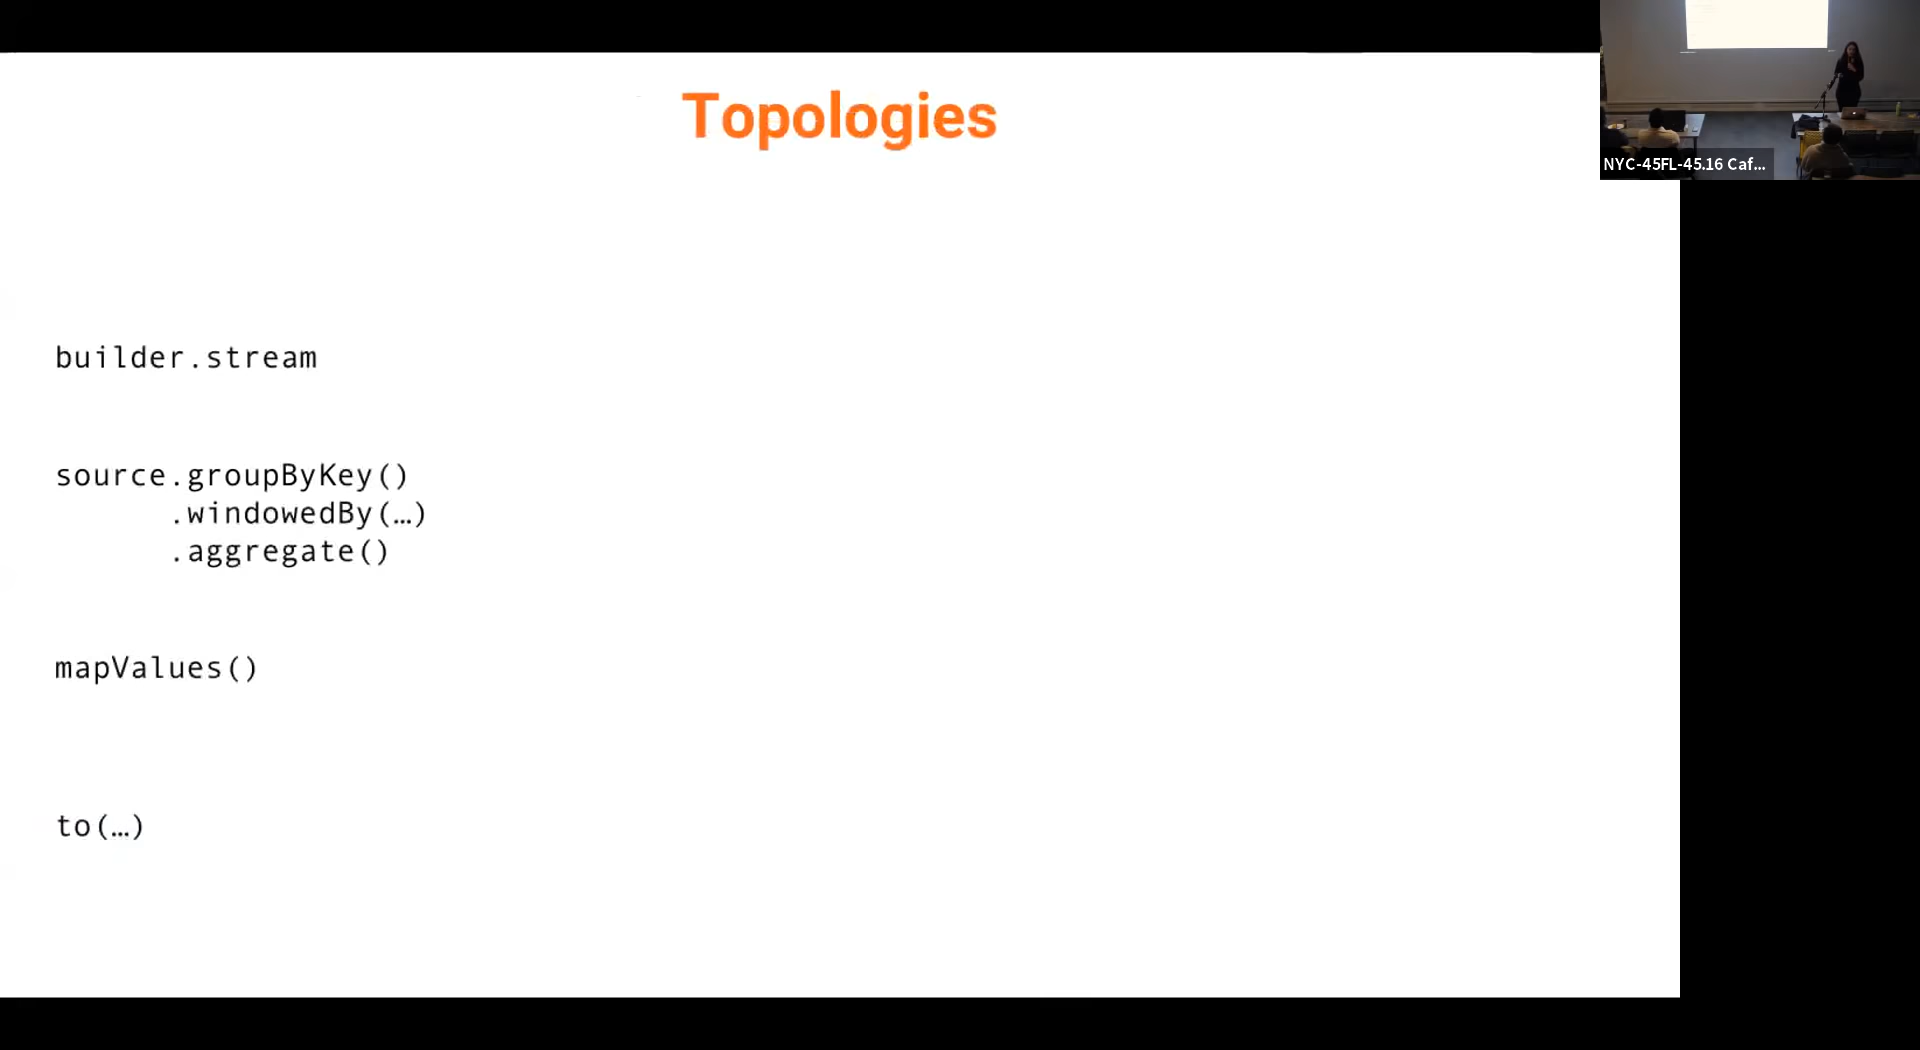 Topologies
NYC-45FL-45.16 Caf...
builder.stream
source.groupByKey()
.windowedBy(…)
.aggregate()
mapValues()
to(…)